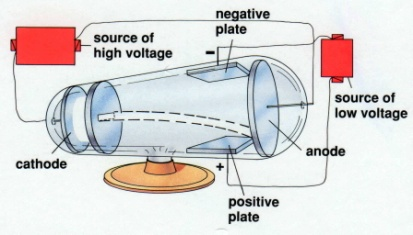 negative
plate
source of
high voltage
−
source of
low voltage
cathode
anode
+
positive
plate